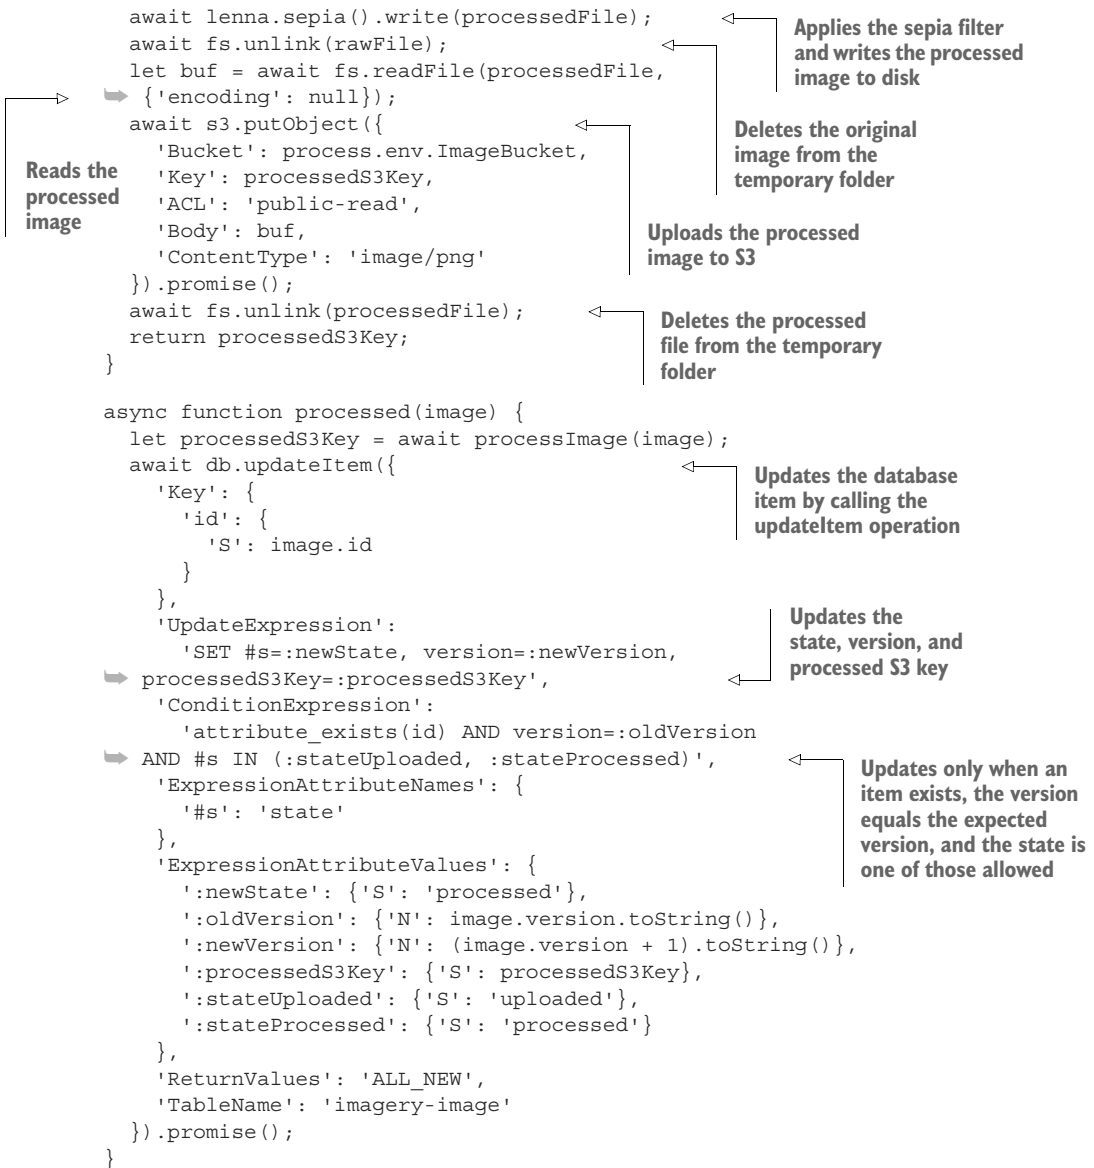 await lenna.sepia().write(processedFile);
Applies the sepia filter
and writes the processed
image to disk
await fs.unlink(rawFile);
Deletes the original
image from the
temporary folder
let buf = await fs.readFile(processedFile,
{'encoding': null});
Reads the
processed
image
await s3.putObject({
'Bucket': process.env.ImageBucket,
'Key': processedS3Key,
'ACL': 'public-read',
'Body': buf,
'ContentType': 'image/png'
}).promise();
Uploads the processed
image to S3
await fs.unlink(processedFile);
Deletes the processed
file from the temporary
folder
return processedS3Key;
}
async function processed(image) {
let processedS3Key = await processImage(image);
await db.updateItem({
Updates the database
item by calling the
updateItem operation
'Key': {
'id': {
'S': image.id
}
},
'UpdateExpression':
'SET #s=:newState, version=:newVersion,
processedS3Key=:processedS3Key',
Updates the
state, version, and
processed S3 key
'ConditionExpression':
'attribute_exists(id) AND version=:oldVersion
AND #s IN (:stateUploaded, :stateProcessed)',
Updates only when an
item exists, the version
equals the expected
version, and the state is
one of those allowed
'ExpressionAttributeNames': {
'#s': 'state'
},
'ExpressionAttributeValues': {
':newState': {'S': 'processed'},
':oldVersion': {'N': image.version.toString()},
':newVersion': {'N': (image.version + 1).toString()},
':processedS3Key': {'S': processedS3Key},
':stateUploaded': {'S': 'uploaded'},
':stateProcessed': {'S': 'processed'}
},
'ReturnValues': 'ALL_NEW',
'TableName': 'imagery-image'
}).promise();
}